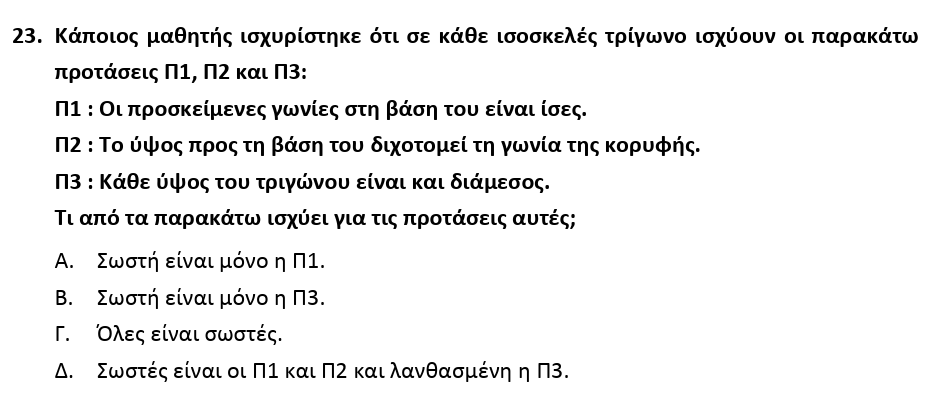 23. Κάποιος μαθητής ισχυρίστηκε ότι σε κάθε ισοσκελές τρίγωνο ισχύουν οι παρακάτω
προτάσεις Π1, Π2 και Π3:
Π1 : Οι προσκείμενες γωνίες στη βάση του είναι ίσες.
Π2 : Το ύψος προς τη βάση του διχοτομεί τη γωνία της κορυφής.
Π3 : Κάθε ύψος του τριγώνου είναι και διάμεσος.
Τι από τα παρακάτω ισχύει για τις προτάσεις αυτές;
Α. Σωστή είναι μόνο η Π1.
Β. Σωστή είναι μόνο η Π3.
Γ. Όλες είναι σωστές.
Δ. Σωστές είναι οι Π1 και Π2 και λανθασμένη η Π3.